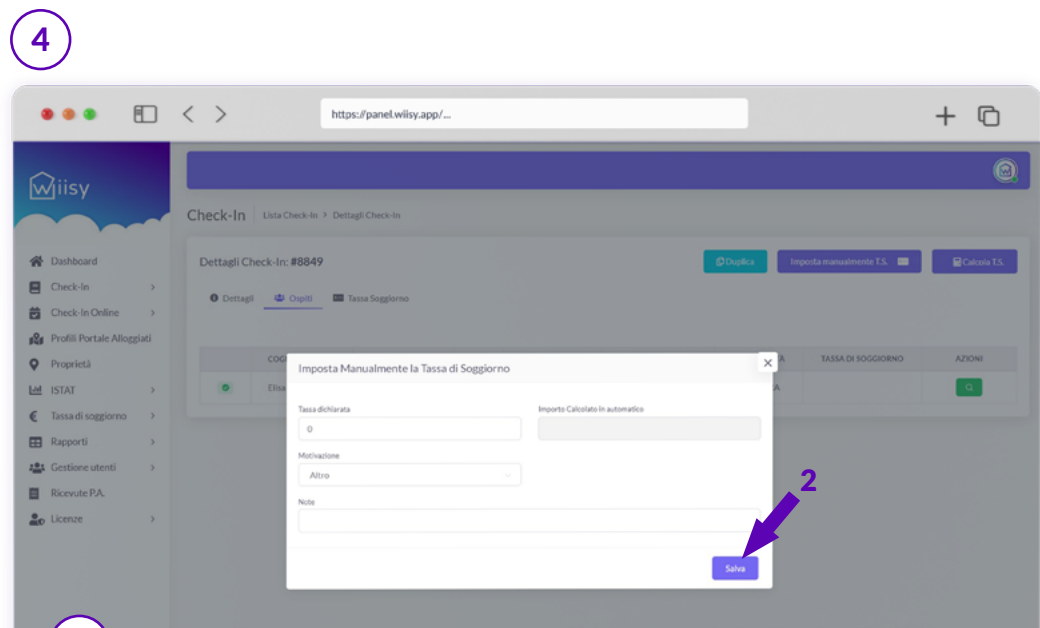 4
https://panel.wiisy.app/...
wiisy
Check-In Lista Check-In > Dettagli Check-In
Dashboard
Check-In
Check-In Online
Profili Portale Alloggiati
Proprietà
ISTAT
Tassa di soggiorno
Rapporti
Gestione utenti
Ricevute P.A.
Licenze
Dettagli Check-In: #8849
Duplica
Imposta manualmente T.S.
Calcola T.S.
Dettagli
Ospiti
Tassa Soggiorno
TASSA DI SOGGIORNO
AZIONI
Elisa
Imposta Manualmente la Tassa di Soggiorno
Tassa dichiarata
0
Importo Calcolato in automatico
Motivazione
Altro
Note
2
Salva